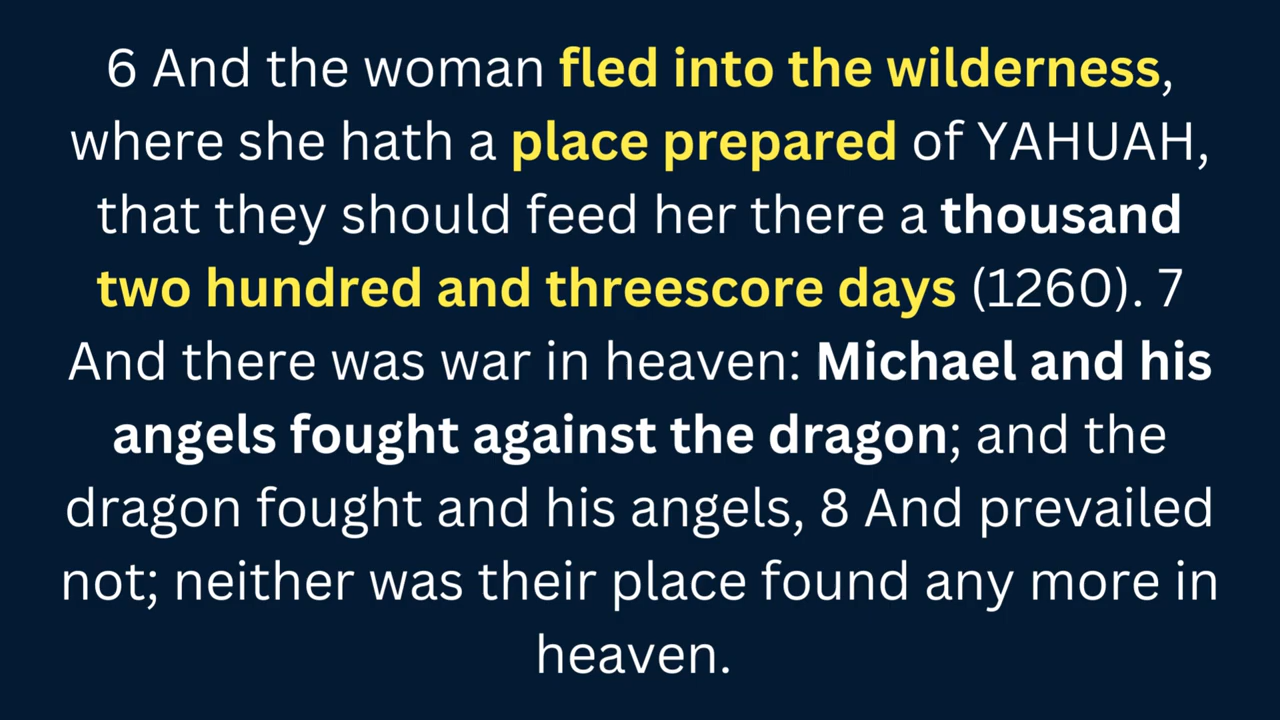 6 And the woman fled into the wilderness,
where she hath a place prepared of YAHUAH,
that they should feed her there a thousand
two hundred and threescore days (1260). 7
And there was war in heaven: Michael and his
angels fought against the dragon; and the
dragon fought and his angels, 8 And prevailed
not; neither was their place found any more in
heaven.